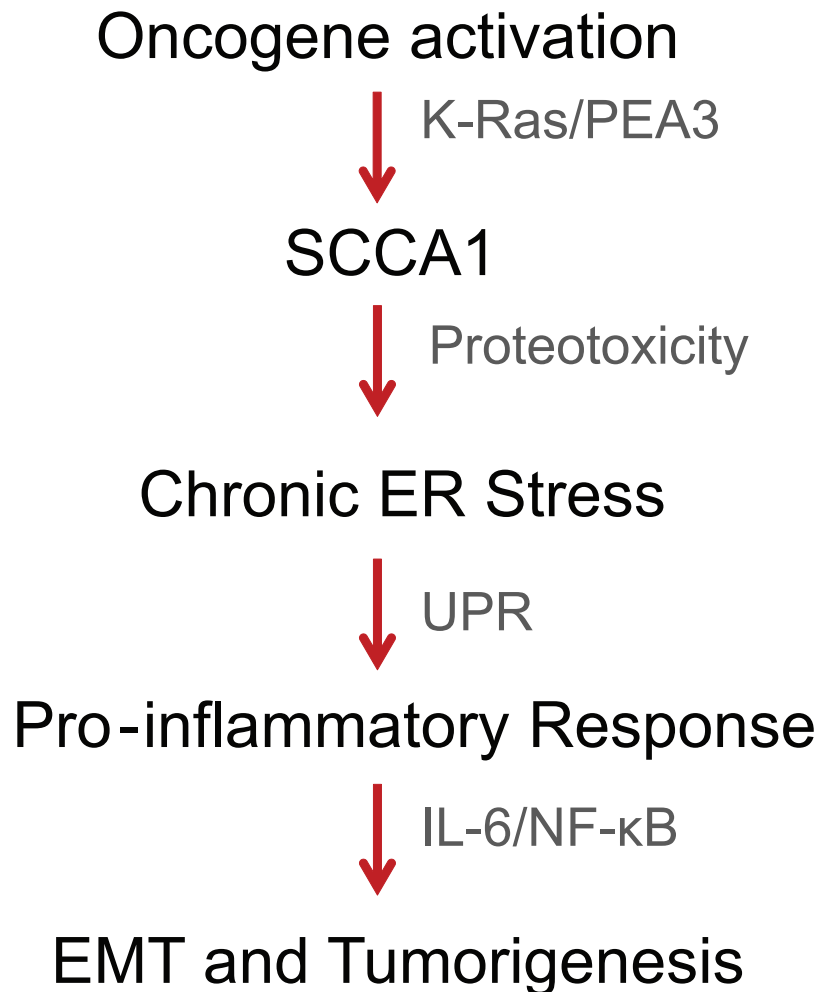 Oncogene activation
K-Ras/PEA3
SCCA1
Proteotoxicity
Chronic ER Stress
UPR
Pro-inflammatory Response
IL-6/NF-κB
EMT and Tumorigenesis